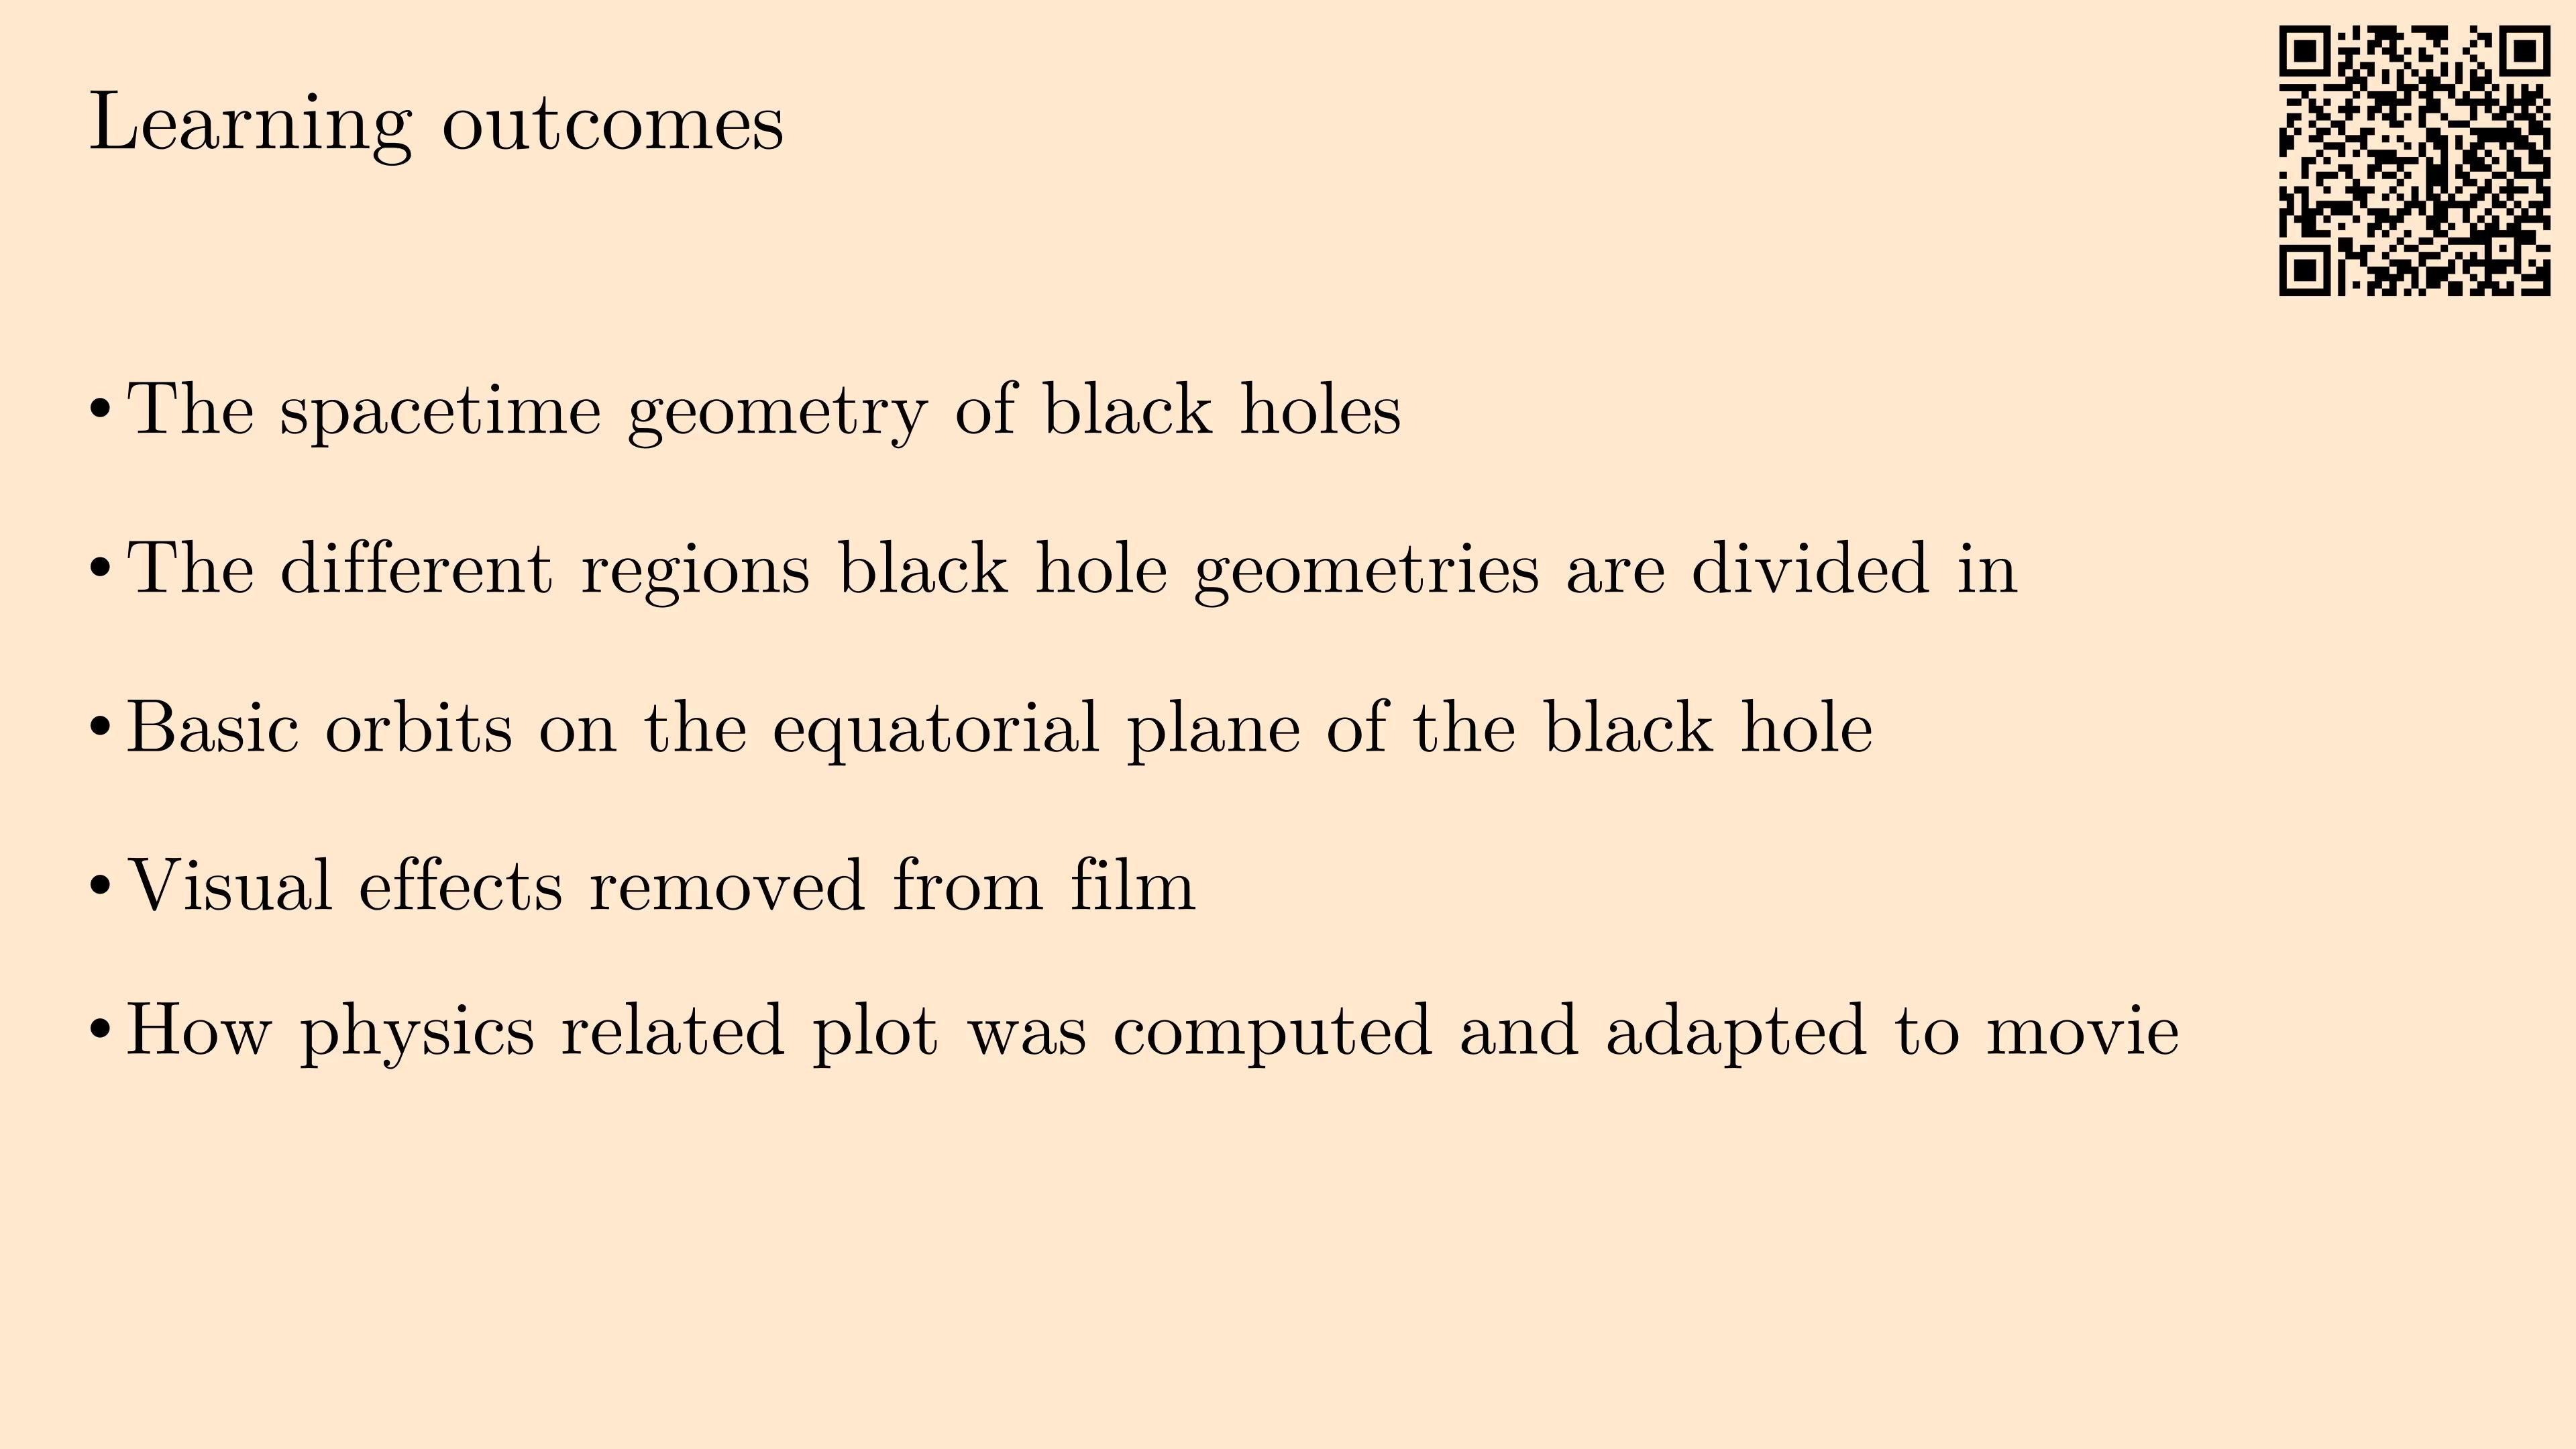 Learning outcomes
• The spacetime geometry of black holes
• The different regions black hole geometries are divided in
• Basic orbits on the equatorial plane of the black hole
• Visual effects removed from film
• How physics related plot was computed and adapted to movie